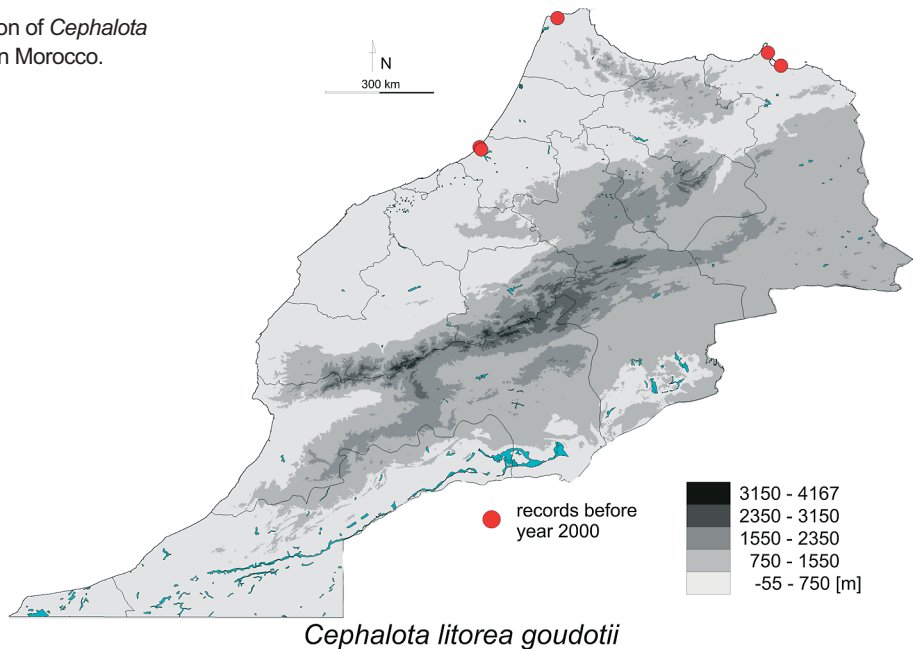 on of Cephalota
n Morocco.
N
300 km
records before
year 2000
3150 - 4167
2350 - 3150
1550 - 2350
750 - 1550
-55 - 750 [m]
Cephalota litorea goudotii